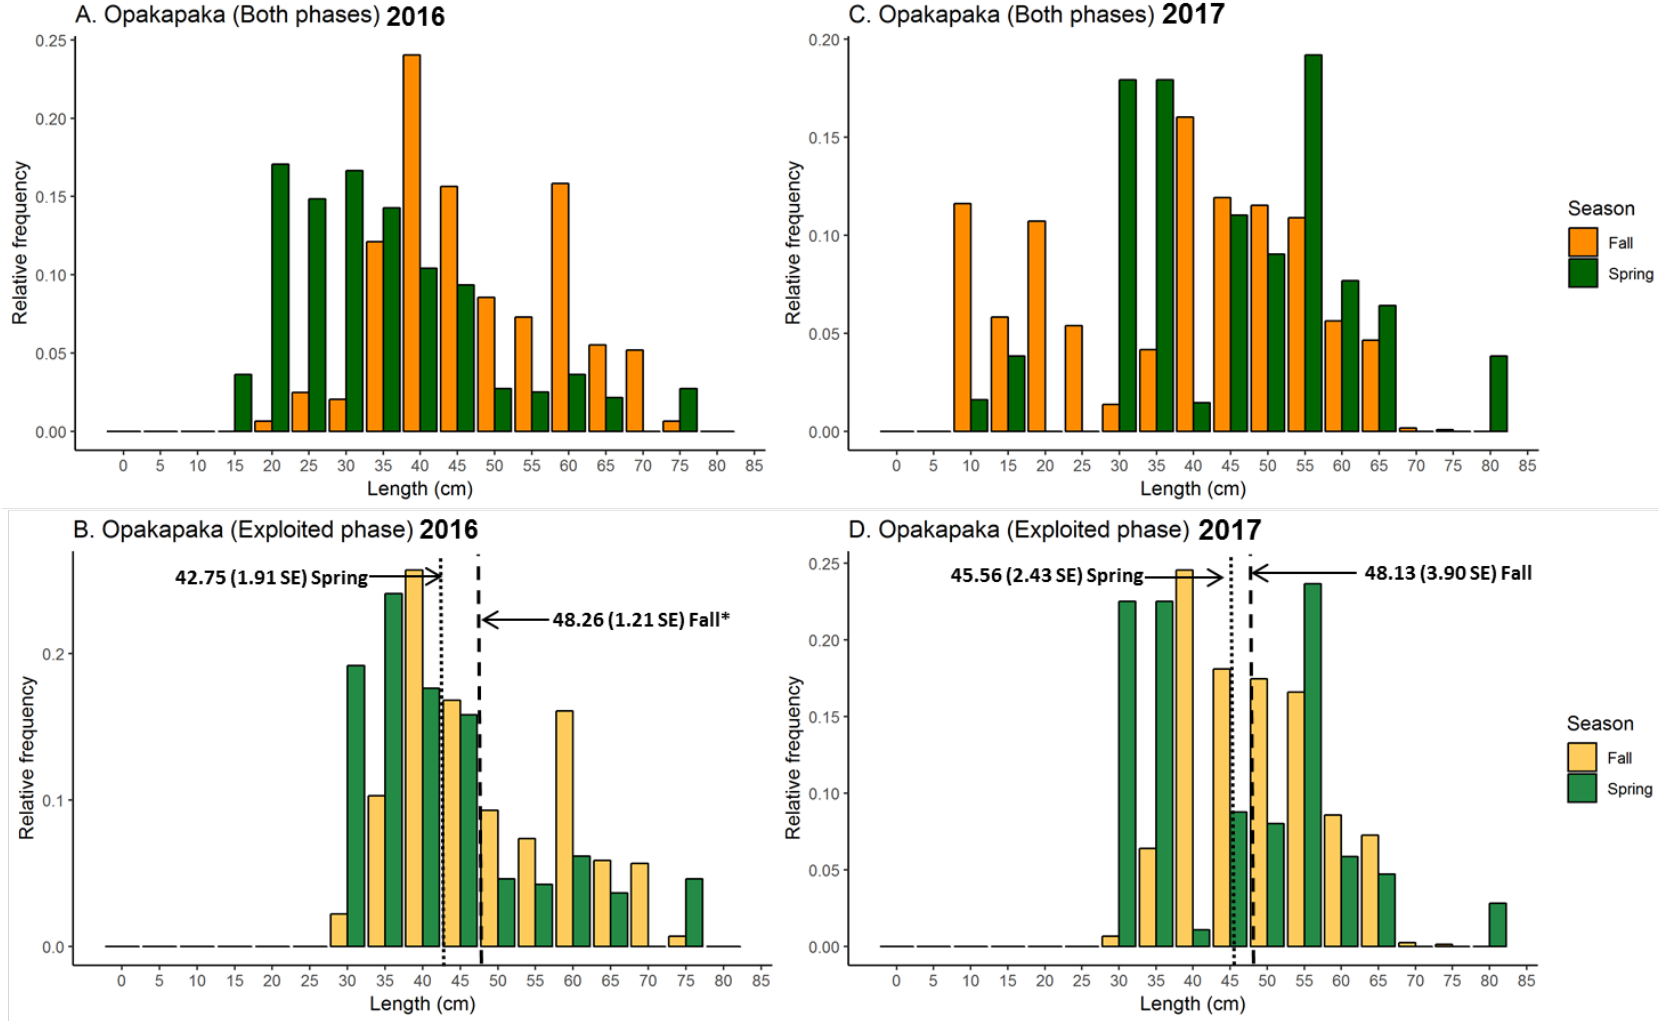 A. Opakapaka (Both phases) 2016
0.25
0.20
0.15
0.10
0.05
0.00
Relative frequency
0 5 10 15 20 25 30 35 40 45 50 55 60 65 70 75 80 85
Length (cm)
C. Opakapaka (Both phases) 2017
0.20
0.15
0.10
0.05
0.00
Relative frequency
0 5 10 15 20 25 30 35 40 45 50 55 60 65 70 75 80 85
Length (cm)
Season
Fall
Spring
B. Opakapaka (Exploited phase) 2016
42.75 (1.91 SE) Spring
48.26 (1.21 SE) Fall*
0.2
0.1
0.0
Relative frequency
0 5 10 15 20 25 30 35 40 45 50 55 60 65 70 75 80 85
Length (cm)
D. Opakapaka (Exploited phase) 2017
45.56 (2.43 SE) Spring
48.13 (3.90 SE) Fall
0.25
0.20
0.15
0.10
0.05
0.00
Relative frequency
0 5 10 15 20 25 30 35 40 45 50 55 60 65 70 75 80 85
Length (cm)
Season
Fall
Spring